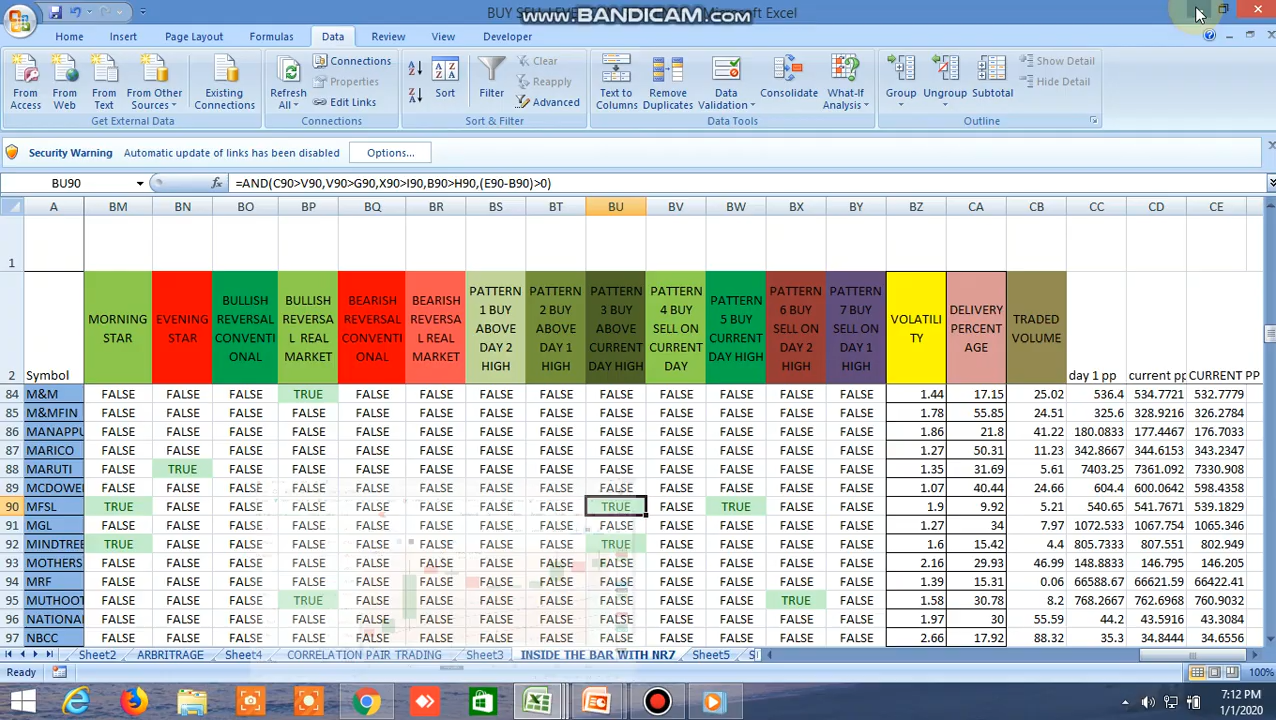 BUY SELL
www.BANDICAM.com
Microsoft Excel
Home Insert Page Layout Formulas Data Review View Developer
From Access
From Web
From Text
From Other Sources
Existing Connections
Refresh All
Connections
Properties
Edit Links
Sort
Filter
Clear
Reapply
Advanced
Text to Columns
Remove Duplicates
Data Validation
Consolidate
What-If Analysis
Group
Ungroup
Subtotal
Show Detail
Hide Detail
Get External Data Connections Sort & Filter Data Tools Outline
Security Warning Automatic update of links has been disabled Options...
BU90 fx =AND(C90>V90,V90>G90,X90>I90,B90>H90,(E90-B90)>0)
A BM BN BO BP BQ BR BS BT BU BV BW BX BY BZ CA CB CC CD CE
1
2
Symbol
MORNING STAR
EVENING STAR
BULLISH REVERSAL CONVENTI ONAL
BULLISH REVERSA L REAL MARKET
BEARISH REVERSAL CONVENTI ONAL
BEARISH REVERSA L REAL MARKET
PATTERN 1 BUY ABOVE DAY 2 HIGH
PATTERN 2 BUY ABOVE DAY 1 HIGH
PATTERN 3 BUY ABOVE CURRENT DAY HIGH
PATTERN 4 BUY SELL ON CURRENT DAY
PATTERN 5 BUY CURRENT DAY HIGH
PATTERN 6 BUY SELL ON DAY 2 HIGH
PATTERN 7 BUY SELL ON DAY 1 HIGH
VOLATILI TY
DELIVERY PERCENT AGE
TRADED VOLUME
day 1 pp
current pp
CURRENT PP
84 M&M FALSE FALSE FALSE TRUE FALSE FALSE FALSE FALSE FALSE FALSE FALSE FALSE FALSE 1.44 17.15 25.02 536.4 534.7721 532.7779
85 M&MFIN FALSE FALSE FALSE FALSE FALSE FALSE FALSE FALSE FALSE FALSE FALSE FALSE FALSE 1.78 55.85 24.51 325.6 328.9216 326.2784
86 MANAPPU FALSE FALSE FALSE FALSE FALSE FALSE FALSE FALSE FALSE FALSE FALSE FALSE FALSE 1.86 21.8 41.22 180.0833 177.4467 176.7033
87 MARICO FALSE FALSE FALSE FALSE FALSE FALSE FALSE FALSE FALSE FALSE FALSE FALSE FALSE 1.27 50.31 11.23 342.8667 344.6153 343.2347
88 MARUTI FALSE TRUE FALSE FALSE FALSE FALSE FALSE FALSE FALSE FALSE FALSE FALSE FALSE 1.35 31.69 5.61 7403.25 7361.092 7330.908
89 MCDOWE FALSE FALSE FALSE FALSE FALSE FALSE FALSE FALSE FALSE FALSE FALSE FALSE FALSE 1.07 40.44 24.66 604.4 600.0642 598.4358
90 MFSL TRUE FALSE FALSE FALSE FALSE FALSE FALSE FALSE TRUE FALSE TRUE FALSE FALSE 1.9 9.92 5.21 540.65 541.7671 539.1829
91 MGL FALSE FALSE FALSE FALSE FALSE FALSE FALSE FALSE FALSE FALSE FALSE FALSE FALSE 1.27 34 7.97 1072.533 1067.754 1065.346
92 MINDTREE TRUE FALSE FALSE FALSE FALSE FALSE FALSE FALSE TRUE FALSE FALSE FALSE FALSE 1.6 15.42 4.4 805.7333 807.551 802.949
93 MOTHERS FALSE FALSE FALSE FALSE FALSE FALSE FALSE FALSE FALSE FALSE FALSE FALSE FALSE 2.16 29.93 46.99 148.8833 146.795 146.205
94 MRF FALSE FALSE FALSE FALSE FALSE FALSE FALSE FALSE FALSE FALSE FALSE FALSE FALSE 1.39 15.31 0.06 66588.67 66621.59 66422.41
95 MUTHOOT FALSE FALSE FALSE TRUE FALSE FALSE FALSE FALSE FALSE FALSE FALSE TRUE FALSE 1.58 30.78 8.2 768.2667 762.6968 760.9032
96 NATIONAL FALSE FALSE FALSE FALSE FALSE FALSE FALSE FALSE FALSE FALSE FALSE FALSE FALSE 1.97 30 55.59 44.2 43.5916 43.3084
97 NBCC FALSE FALSE FALSE FALSE FALSE FALSE FALSE FALSE FALSE FALSE FALSE FALSE FALSE 2.66 17.92 88.32 35.3 34.8444 34.6556
Sheet2 ARBRITRAGE Sheet4 CORRELATION PAIR TRADING Sheet3 INSIDE THE BAR WITH NR7 Sheet5 S
Ready 100%
7:12 PM
1/1/2020